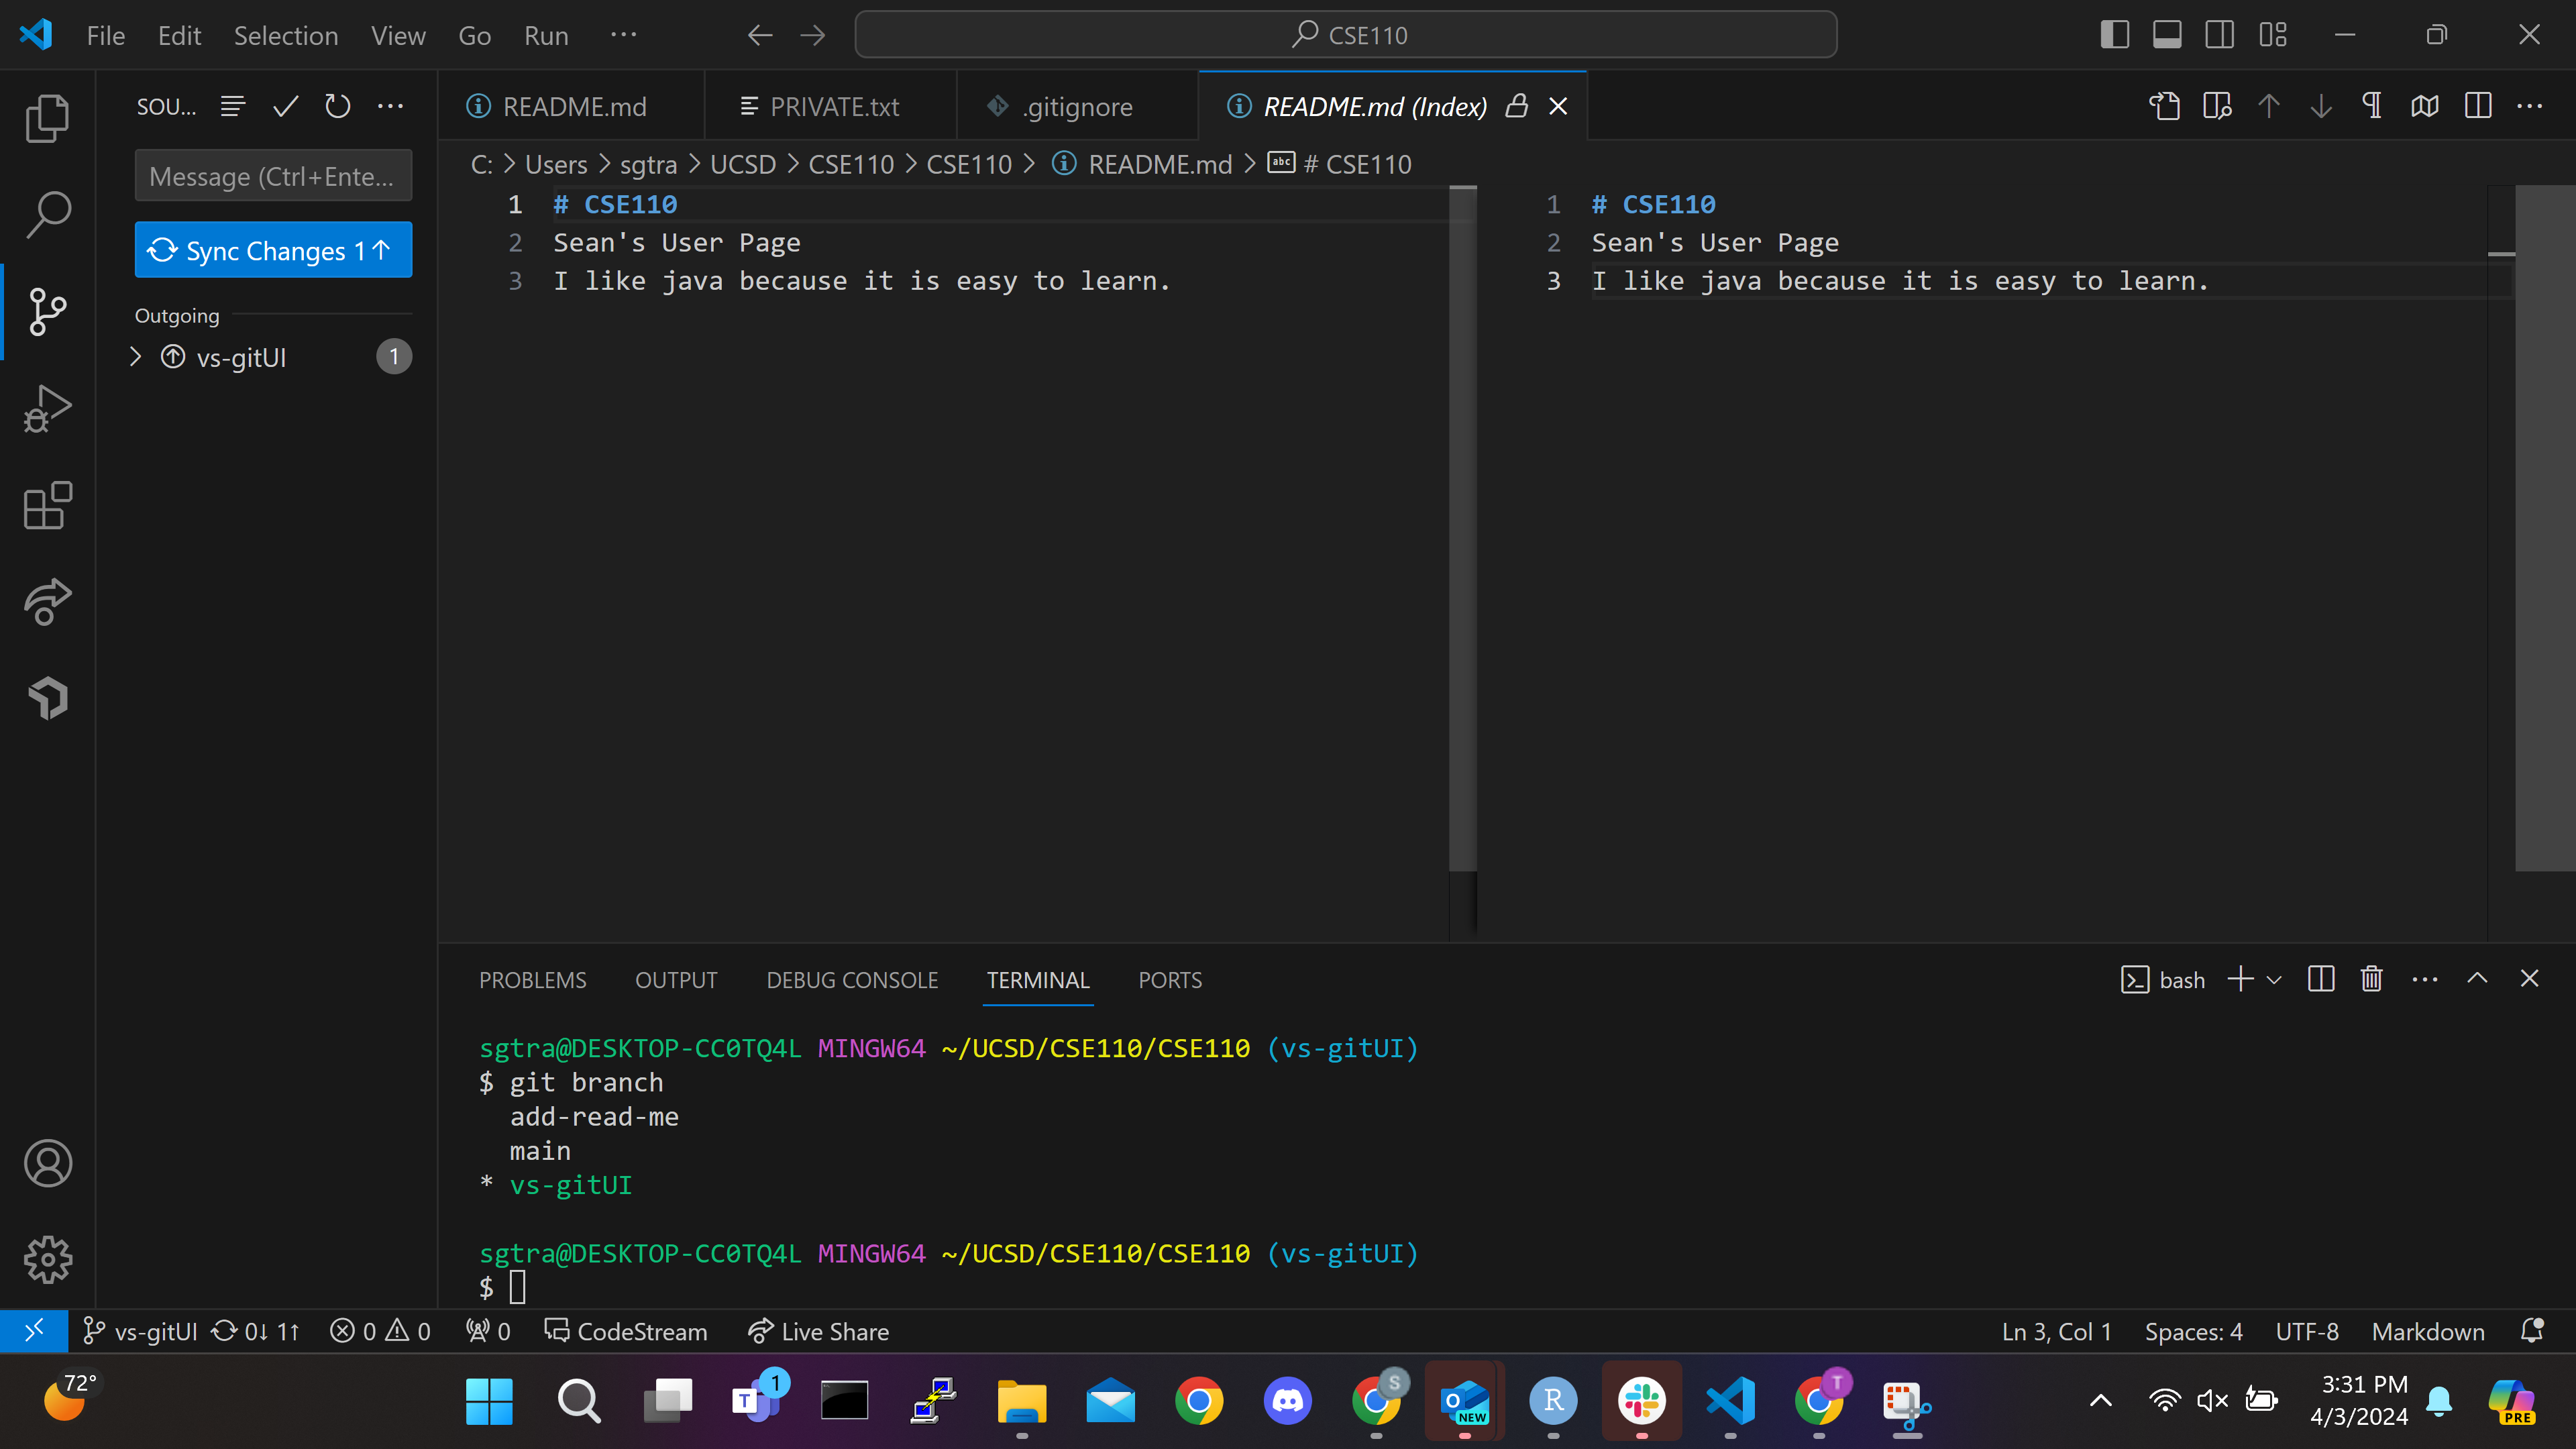 File Edit Selection View Go Run ··· CSE110
SOU... README.md PRIVATE.txt .gitignore README.md (Index)
C: > Users > sgtra > UCSD > CSE110 > CSE110 > README.md > abc # CSE110
Message (Ctrl+Ente...
Sync Changes 1↑
Outgoing
vs-gitUI 1
1 # CSE110
2 Sean's User Page
3 I like java because it is easy to learn.
1 # CSE110
2 Sean's User Page
3 I like java because it is easy to learn.
PROBLEMS OUTPUT DEBUG CONSOLE TERMINAL PORTS bash
sgtra@DESKTOP-CC0TQ4L MINGW64 ~/UCSD/CSE110/CSE110 (vs-gitUI)
$ git branch
add-read-me
main
* vs-gitUI
sgtra@DESKTOP-CC0TQ4L MINGW64 ~/UCSD/CSE110/CSE110 (vs-gitUI)
$
vs-gitUI 0↓ 1↑ 0 0 0 CodeStream Live Share Ln 3, Col 1 Spaces: 4 UTF-8 Markdown
72° T 1 S O NEW R T 3:31 PM
4/3/2024
PRE